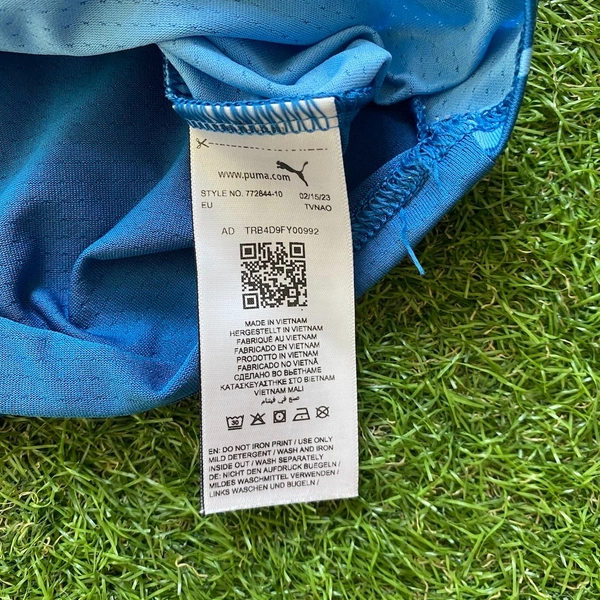 www.puma.com
STYLE NO. 772844-10 02/15/23
EU TVNAO
AD TRB4D9FY00992
MADE IN VIETNAM
HERGESTELLT IN VIETNAM
FABRIQUÉ AU VIETNAM
FABRICADO EN VIETNAM
PRODOTTO IN VIETNAM
FABRICADO NO VIETNÃ
СДЕЛАНО ВО ВЬЕТНАМЕ
ΚΑΤΑΣΚΕΥΑΣΤΗΚΕ ΣΤΟ ΒΙΕΤΝΑΜ
VIETNAM MALI
صنع في فيتنام
30
EN: DO NOT IRON PRINT / USE ONLY
MILD DETERGENT / WASH AND IRON
INSIDE OUT / WASH SEPARATELY
DE: NICHT DEN AUFDRUCK BUEGELN /
MILDES WASCHMITTEL VERWENDEN /
LINKS WASCHEN UND BUGELN /